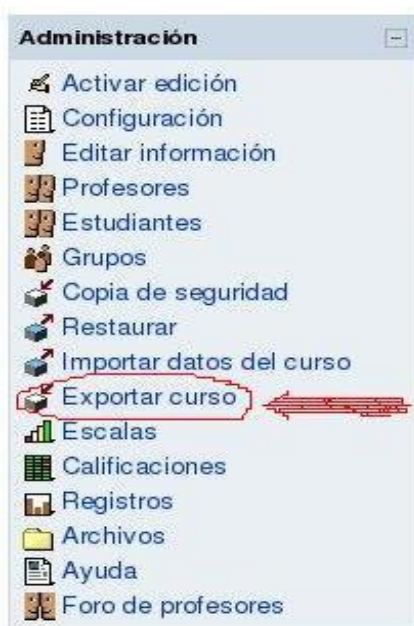 Administración
Activar edición
Configuración
Editar información
Profesores
Estudiantes
Grupos
Copia de seguridad
Restaurar
Importar datos del curso
Exportar curso
Escalas
Calificaciones
Registros
Archivos
Ayuda
Foro de profesores